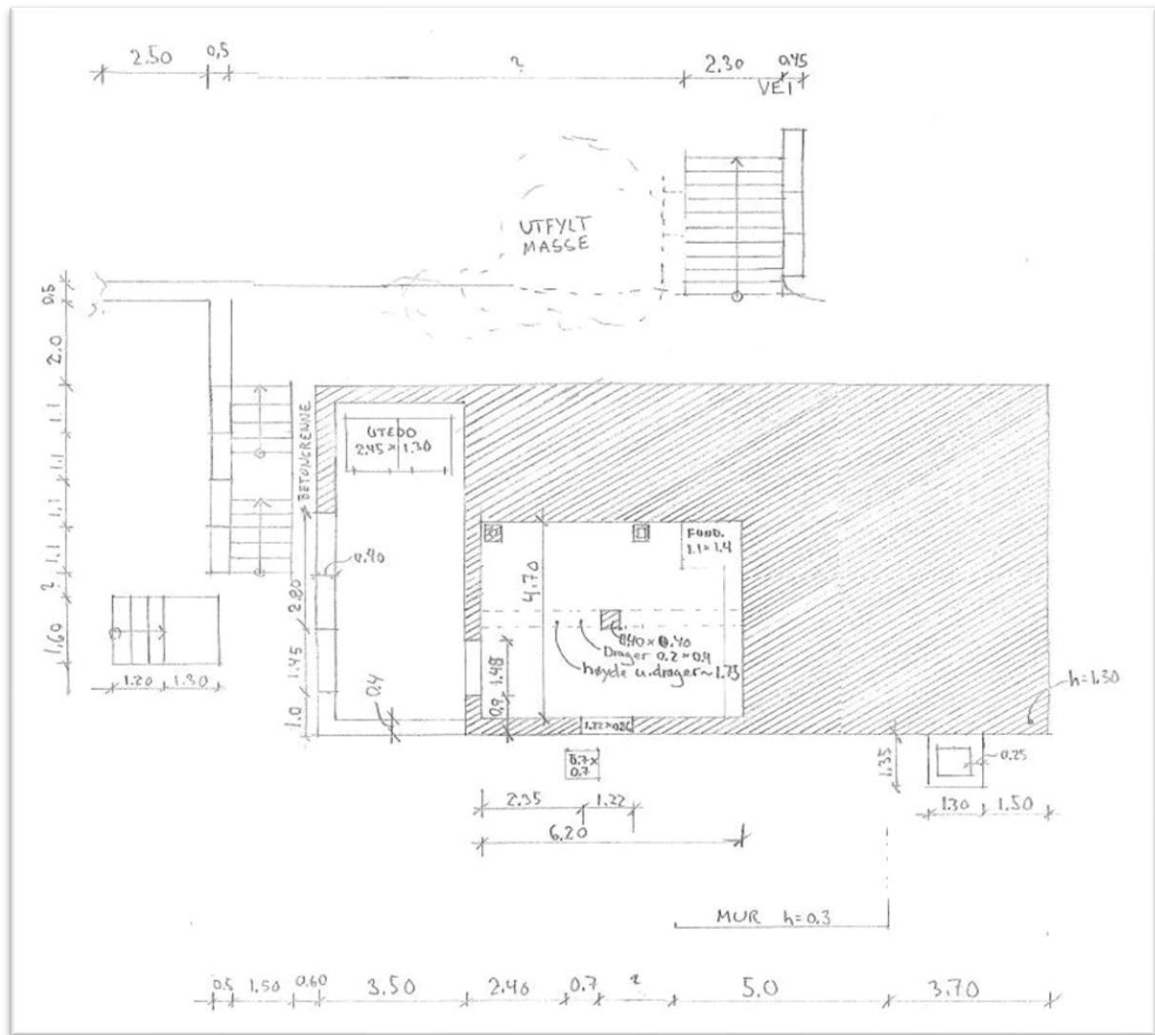 2.50 0,5 ? 2.30 0,45
VEI
UTFYLT
MASSE
0.5
2.0
1.1
1.1
1.1
1.1
?
1.60
BETONGRENNE
UTEDO
2.45 × 1.30
0.40
2.80
1.45
1.0
0.4
4.70
FUND.
1.1 × 1.4
0.40 × 0.40
Drager 0.2 × 0.4
høyde u. drager ~ 1.75
1.48
0.9
h=1.30
0.7 ×
0.7
1.35
0.25
1.20 1.30
2.35 1.22
1.30 1.50
6.20
MUR h=0.3
0.5 1.50 0.60 3.50 2.40 0.7 ? 5.0 3.70